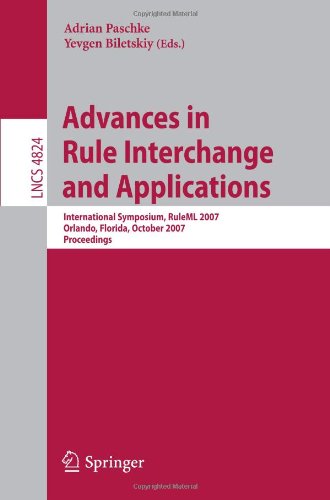 Adrian Paschke
Yevgen Biletskiy (Eds.)
LNCS 4824
Advances in
Rule Interchange
and Applications
International Symposium, RuleML 2007
Orlando, Florida, October 2007
Proceedings
Springer